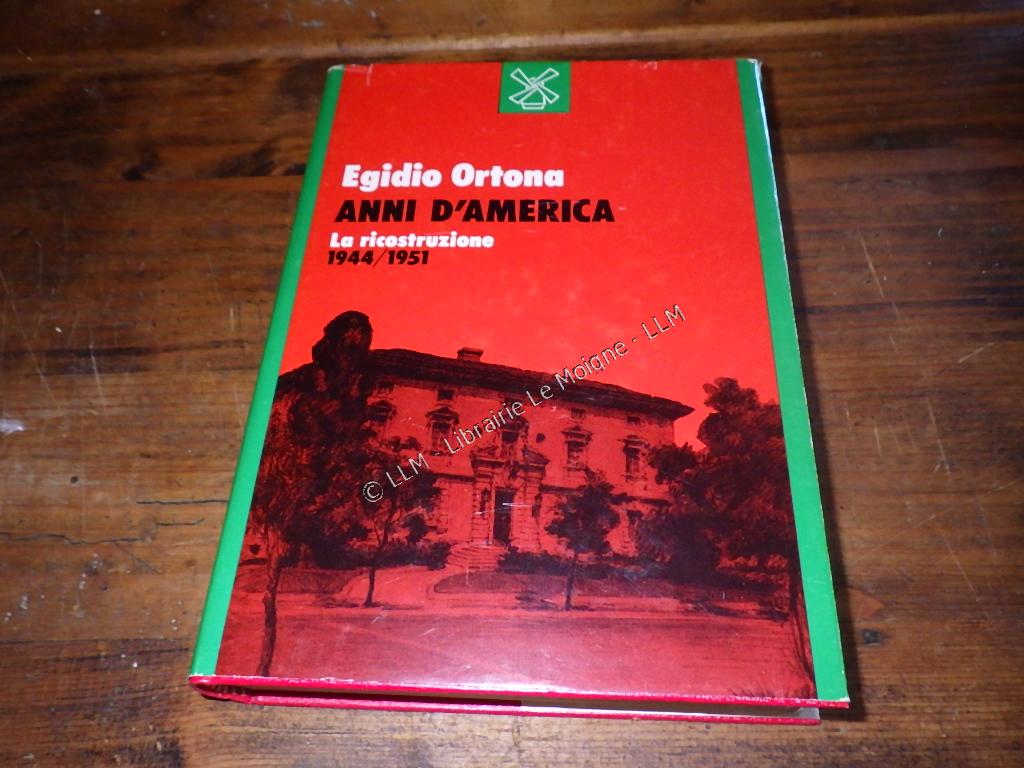 Egidio Ortona
ANNI D'AMERICA
La ricostruzione
1944/1951
© LLM - Librairie Le Moigne - LLM